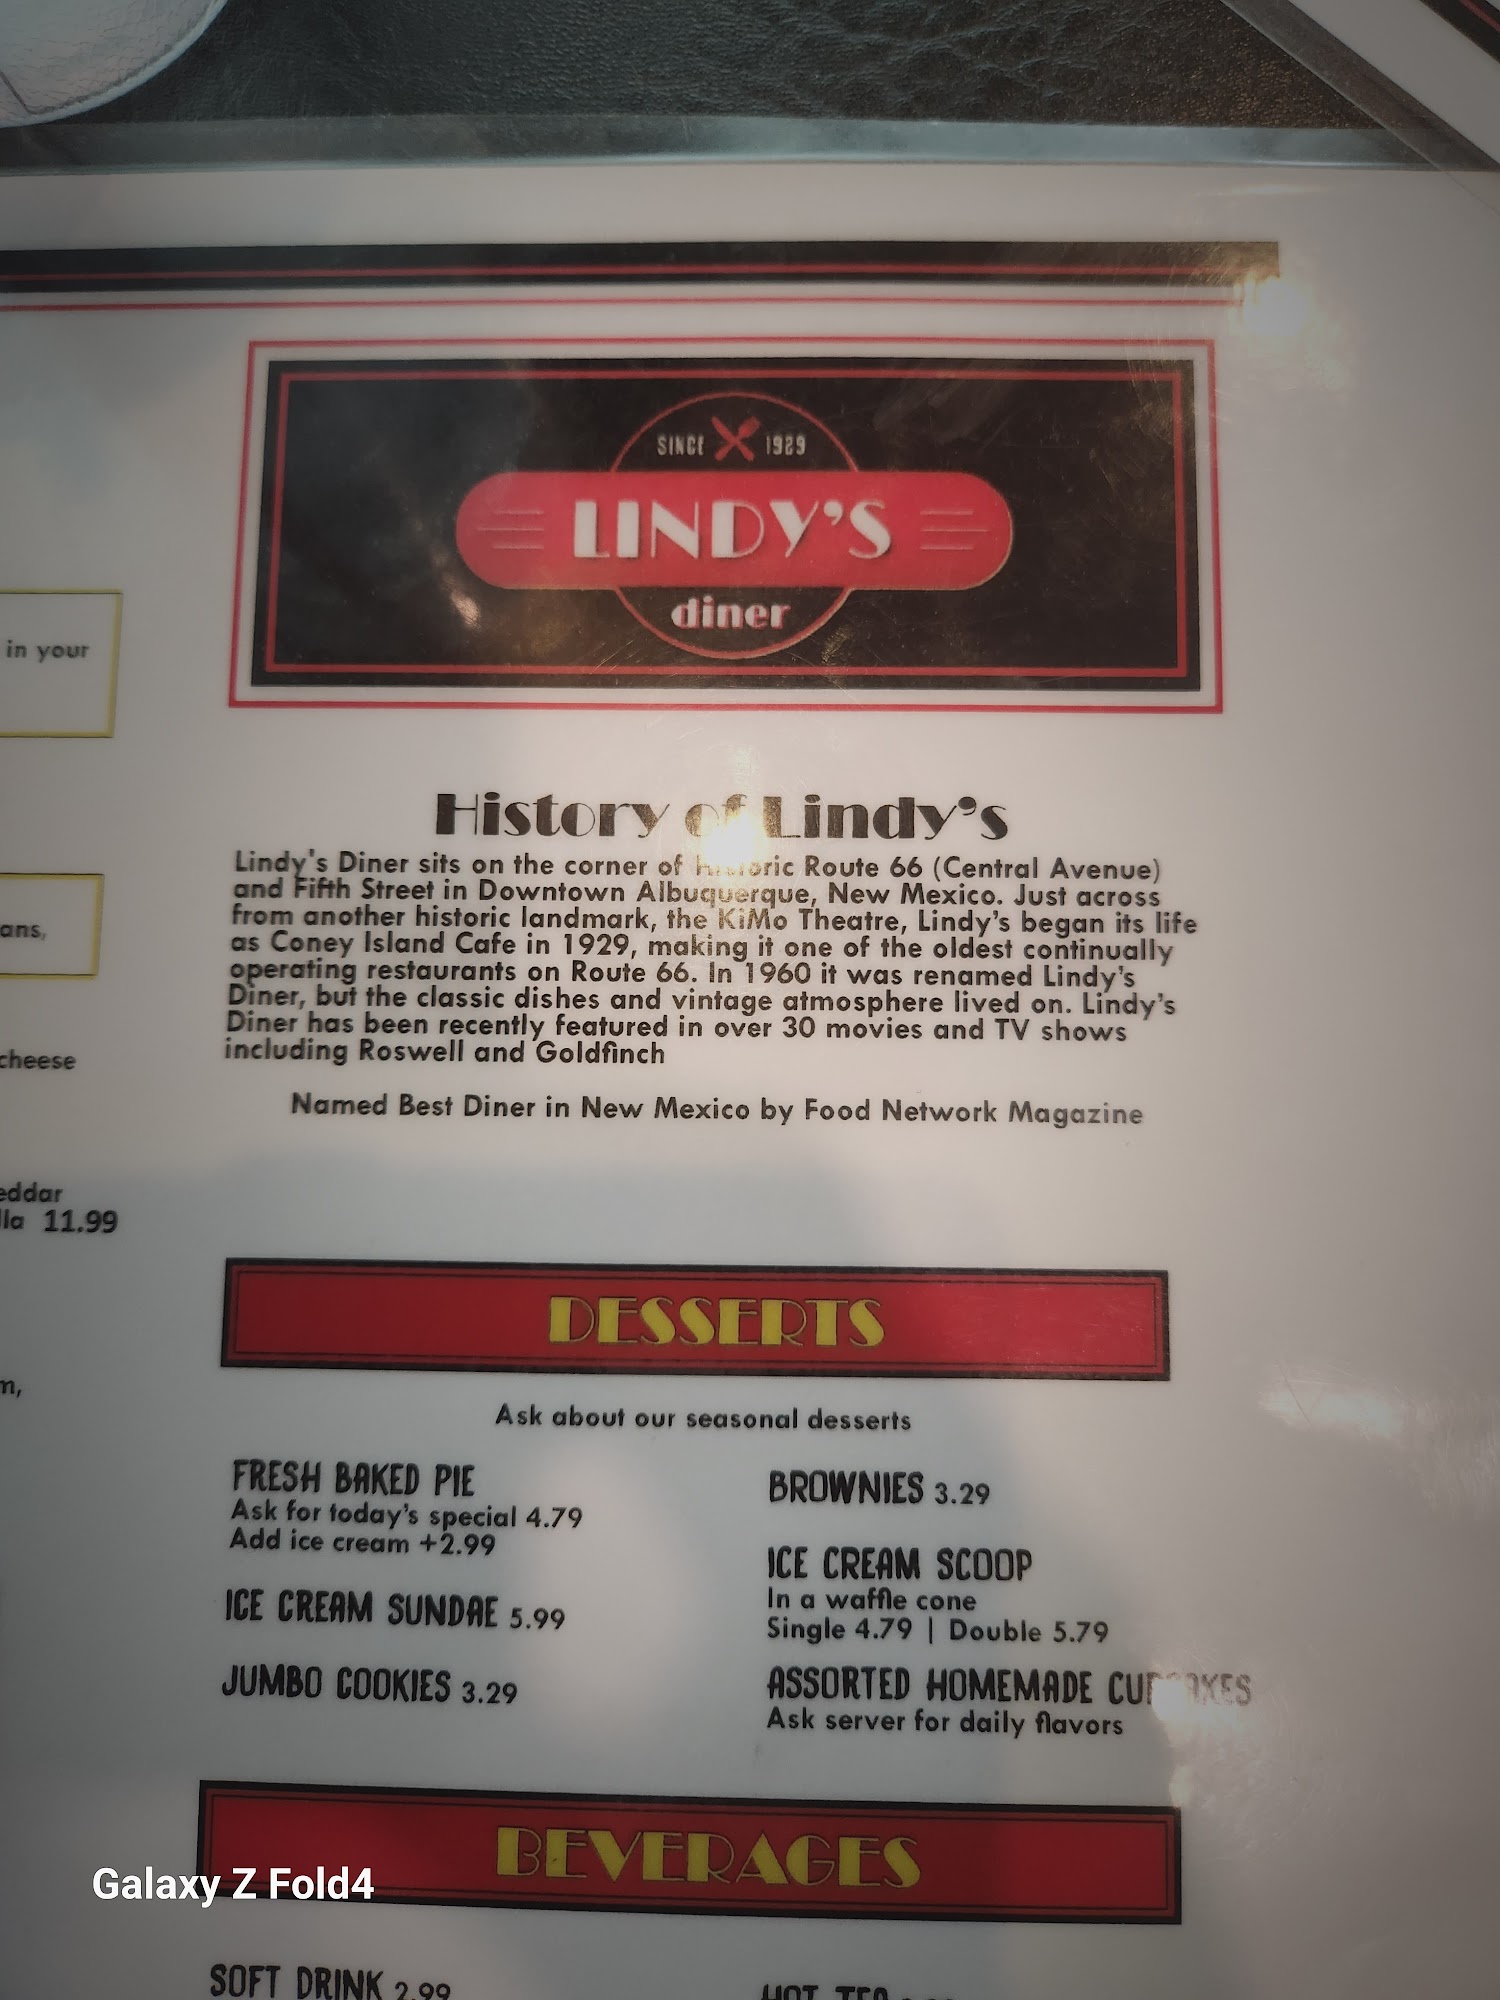 SINCE 1929
LINDY'S
diner
in your
ans,
cheese
eddar
lla 11.99
m,
History of Lindy's
Lindy's Diner sits on the corner of Historic Route 66 (Central Avenue)
and Fifth Street in Downtown Albuquerque, New Mexico. Just across
from another historic landmark, the KiMo Theatre, Lindy's began its life
as Coney Island Cafe in 1929, making it one of the oldest continually
operating restaurants on Route 66. In 1960 it was renamed Lindy's
Diner, but the classic dishes and vintage atmosphere lived on. Lindy's
Diner has been recently featured in over 30 movies and TV shows
including Roswell and Goldfinch
Named Best Diner in New Mexico by Food Network Magazine
DESSERTS
Ask about our seasonal desserts
FRESH BAKED PIE
Ask for today's special 4.79
Add ice cream +2.99
ICE CREAM SUNDAE 5.99
JUMBO COOKIES 3.29
BROWNIES 3.29
ICE CREAM SCOOP
In a waffle cone
Single 4.79 | Double 5.79
ASSORTED HOMEMADE CUPCAKES
Ask server for daily flavors
BEVERAGES
SOFT DRINK 2.99
HOT TEA
Galaxy Z Fold4